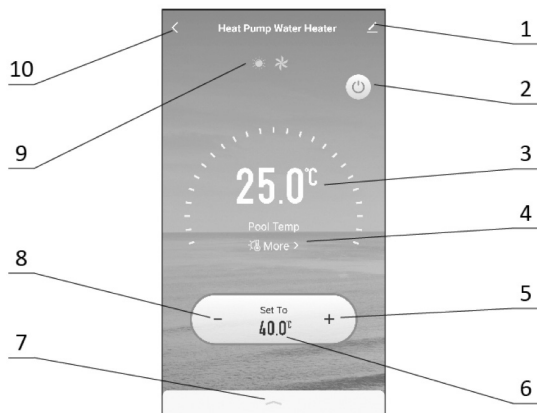 Heat Pump Water Heater
1
10
2
9
25.0°C
3
Pool Temp
4
More >
8
Set To
5
- +
40.0°C
7
6